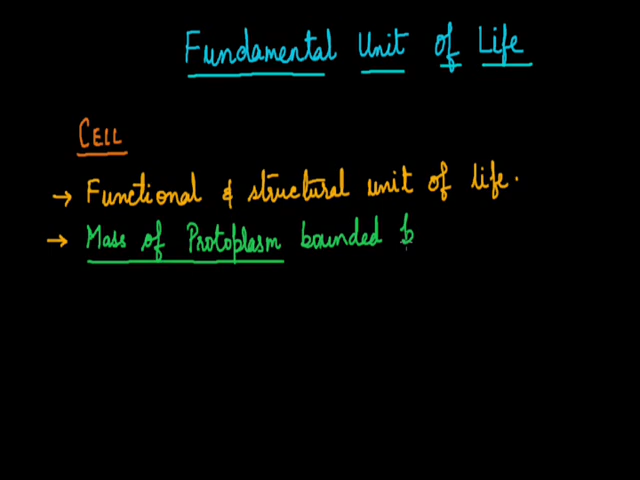 Fundamental Unit of Life
CELL
→ Functional & structural unit of life.
→ Mass of Protoplasm bounded b